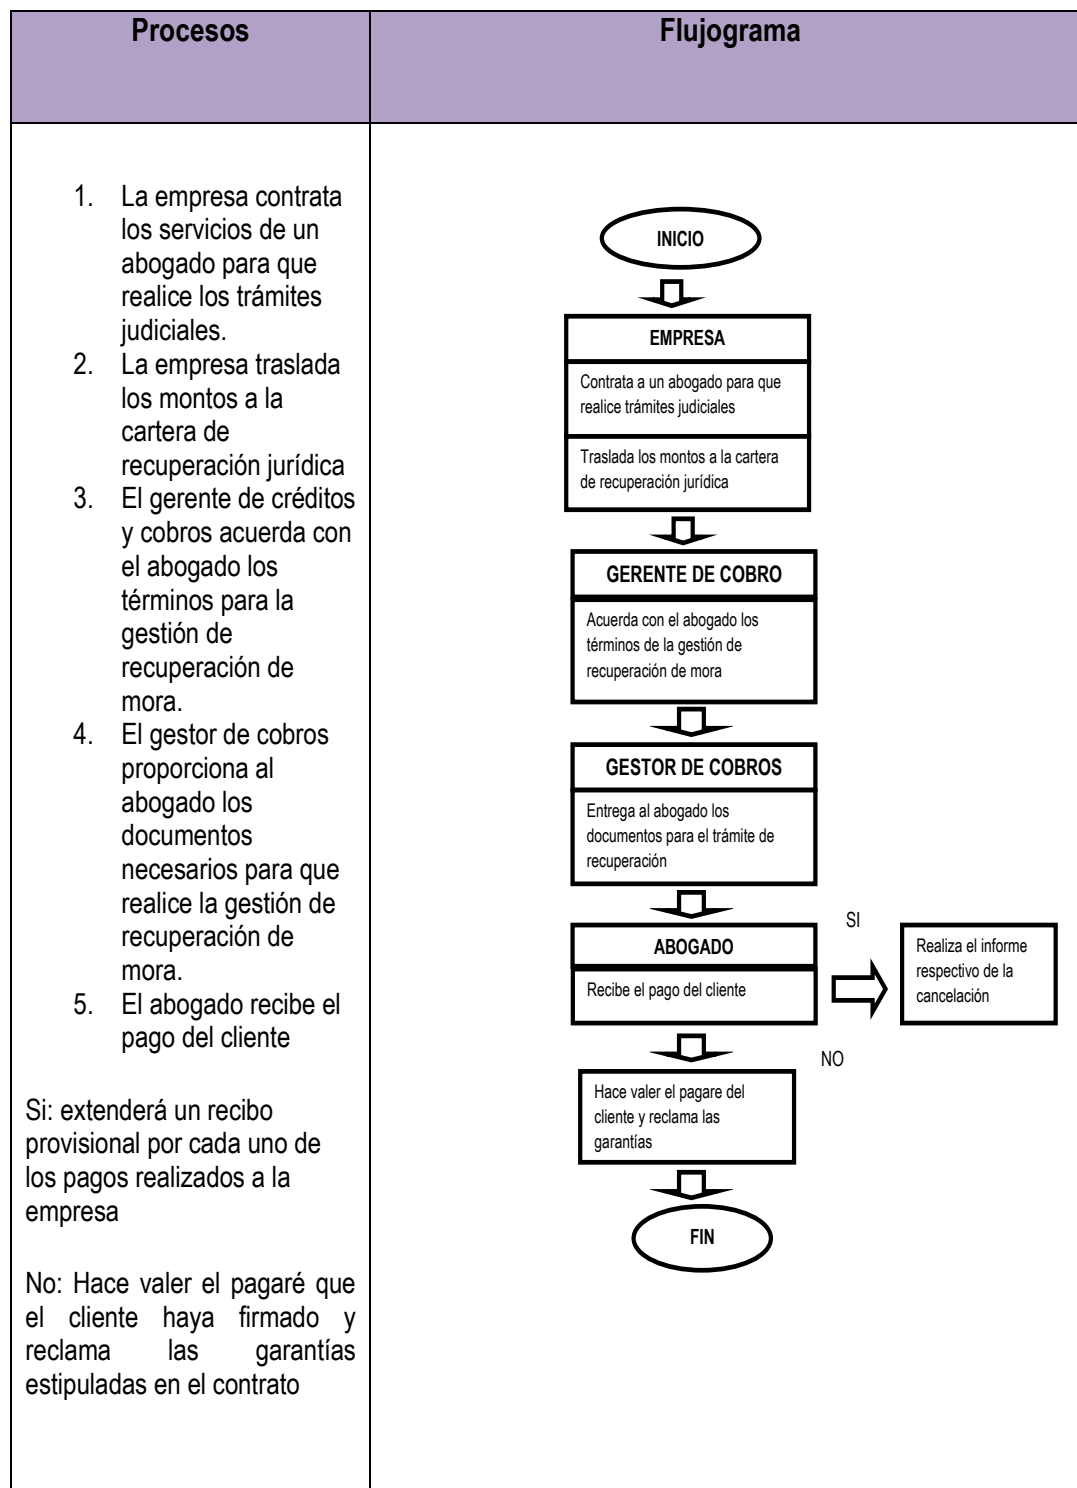 Procesos
Flujograma
1. La empresa contrata
los servicios de un
abogado para que
realice los trámites
judiciales.
2. La empresa traslada
los montos a la
cartera de
recuperación jurídica
3. El gerente de créditos
y cobros acuerda con
el abogado los
términos para la
gestión de
recuperación de
mora.
4. El gestor de cobros
proporciona al
abogado los
documentos
necesarios para que
realice la gestión de
recuperación de
mora.
5. El abogado recibe el
pago del cliente
Si: extenderá un recibo
provisional por cada uno de
los pagos realizados a la
empresa
No: Hace valer el pagaré que
el cliente haya firmado y
reclama las garantías
estipuladas en el contrato
INICIO
EMPRESA
Contrata a un abogado para que
realice trámites judiciales
Traslada los montos a la cartera
de recuperación jurídica
GERENTE DE COBRO
Acuerda con el abogado los
términos de la gestión de
recuperación de mora
GESTOR DE COBROS
Entrega al abogado los
documentos para el trámite de
recuperación
ABOGADO
Recibe el pago del cliente
SI
Realiza el informe
respectivo de la
cancelación
NO
Hace valer el pagare del
cliente y reclama las
garantías
FIN